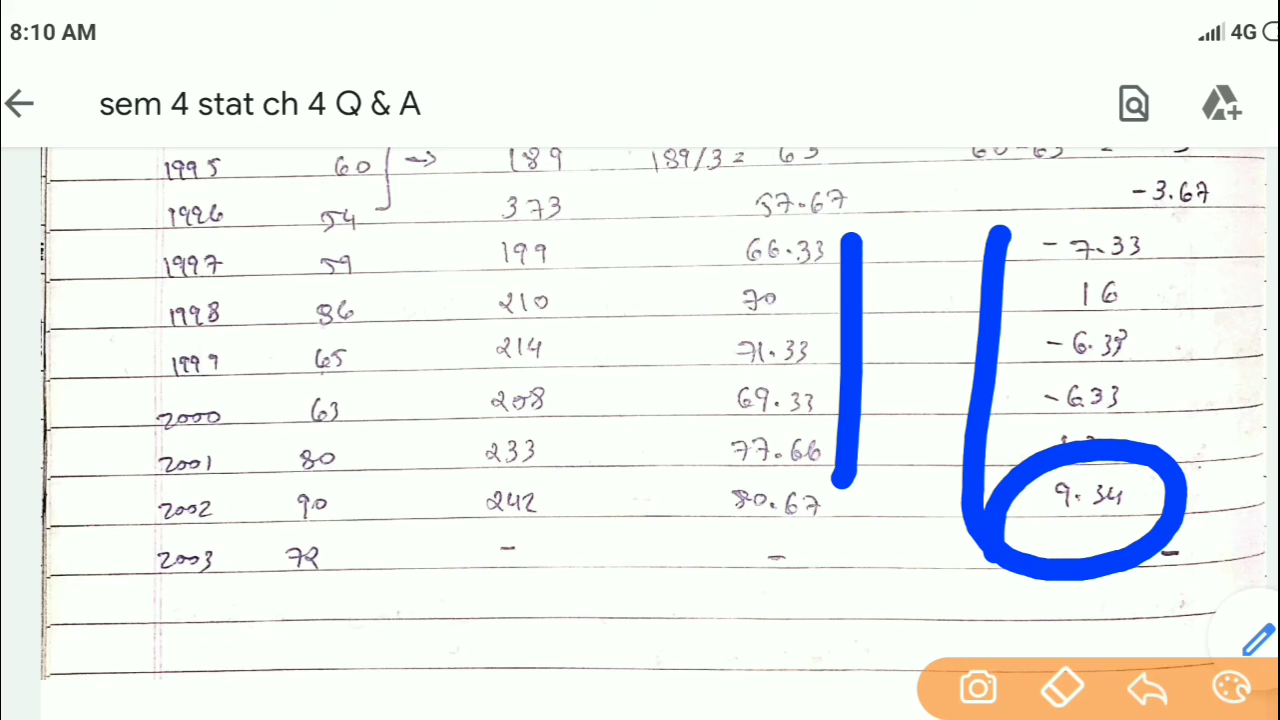 8:10 AM 4G
sem 4 stat ch 4 Q & A
1995 60 → 189 189/3 = 63 60-63 =
1996 54 373 57.67 - 3.67
1997 59 199 66.33 - 7.33
1998 86 210 70 16
1999 65 214 71.33 - 6.33
2000 63 208 69.33 - 6.33
2001 80 233 77.66
2002 90 242 80.67 9.34
2003 72 - - -